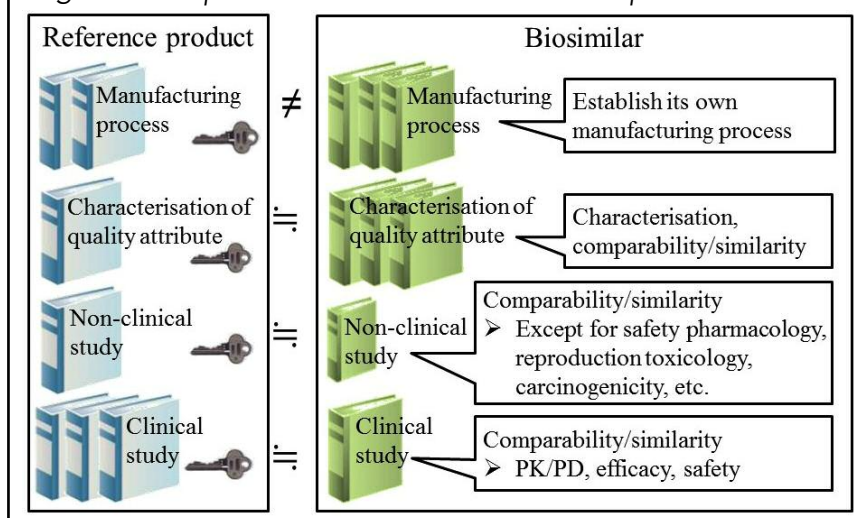 Reference product
Biosimilar
Manufacturing
process
≠
Manufacturing
process
Establish its own
manufacturing process
Characterisation of
quality attribute
≒
Characterisation of
quality attribute
Characterisation,
comparability/similarity
Non-clinical
study
≒
Non-clinical
study
Comparability/similarity
➢ Except for safety pharmacology,
reproduction toxicology,
carcinogenicity, etc.
Clinical
study
≒
Clinical
study
Comparability/similarity
➢ PK/PD, efficacy, safety